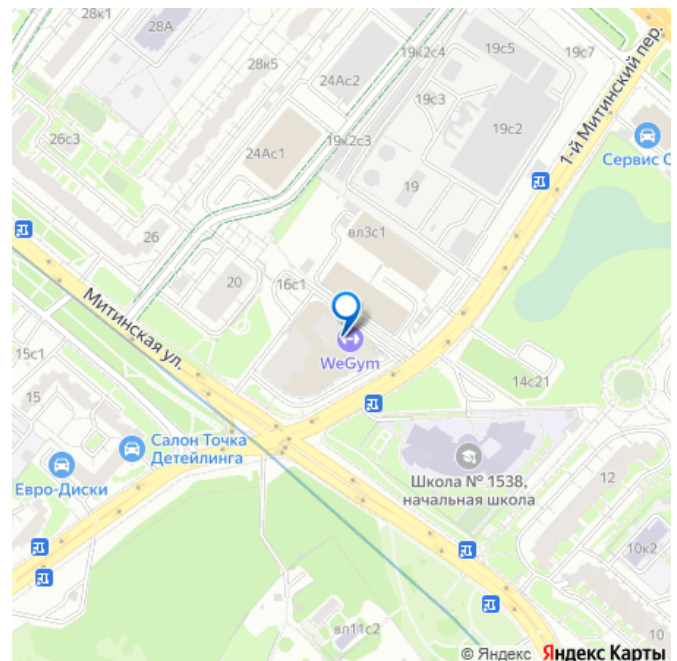 28к1
28А
19к2с4
19с5
19с7
28к5
24Ас2
1-й Митинский пер.
19с3
19с2
26с3
24Ас1
19к2с3
Сервис С
19
26
вл3с1
20
16с1
Митинская ул.
WeGym
15с1
14с21
15
Салон Точка
Детейлинга
Евро-Диски
Школа № 1538,
начальная школа
12
10к2
вл11с2
10
© Яндекс Яндекс Карты